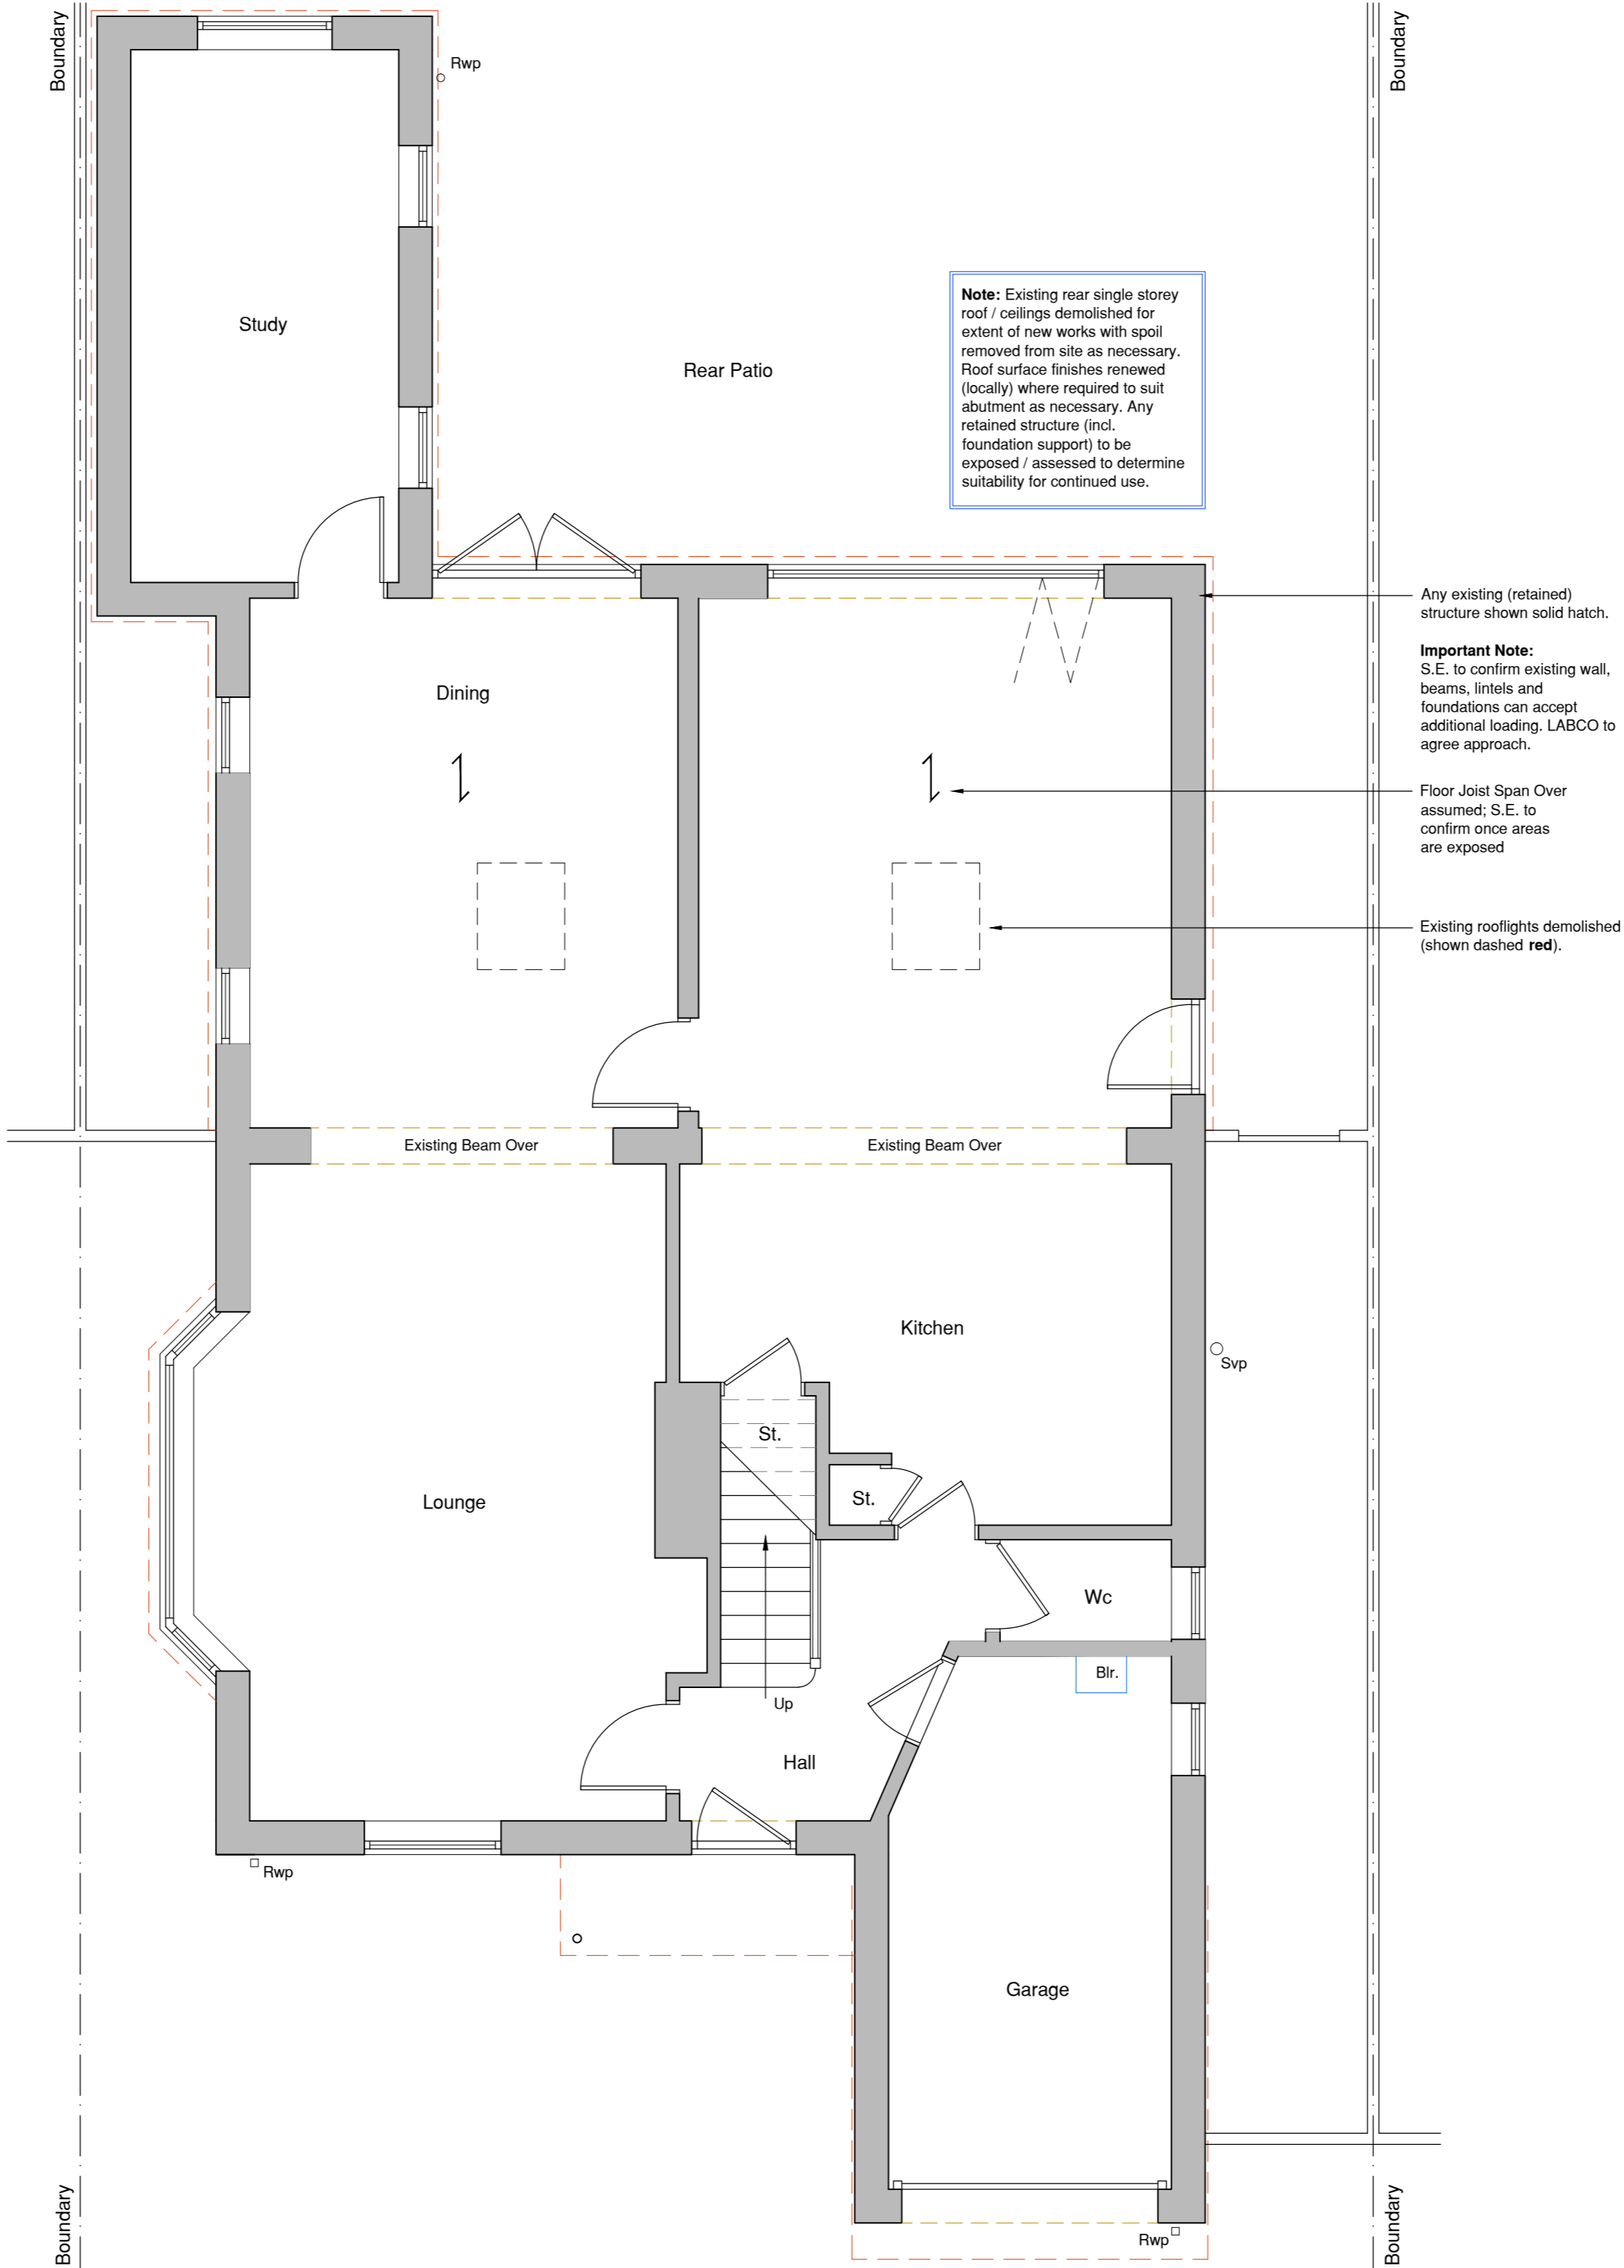 Boundary
Boundary
Rwp
Note: Existing rear single storey
roof / ceilings demolished for
extent of new works with spoil
removed from site as necessary.
Roof surface finishes renewed
(locally) where required to suit
abutment as necessary. Any
retained structure (incl.
foundation support) to be
exposed / assessed to determine
suitability for continued use.
Study
Rear Patio
Any existing (retained)
structure shown solid hatch.
Important Note:
S.E. to confirm existing wall,
beams, lintels and
foundations can accept
additional loading. LABCO to
agree approach.
Dining
Floor Joist Span Over
assumed; S.E. to
confirm once areas
are exposed
Existing rooflights demolished
(shown dashed red).
Existing Beam Over
Existing Beam Over
Kitchen
Svp
St.
St.
Lounge
Wc
Blr.
Up
Hall
Rwp
Garage
Boundary
Rwp
Boundary